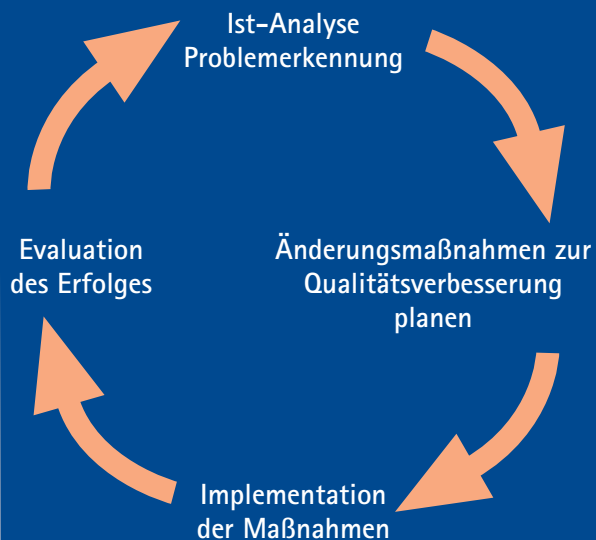 Ist-Analyse
Problemerkennung
Änderungsmaßnahmen zur
Qualitätsverbesserung
planen
Implementation
der Maßnahmen
Evaluation
des Erfolges